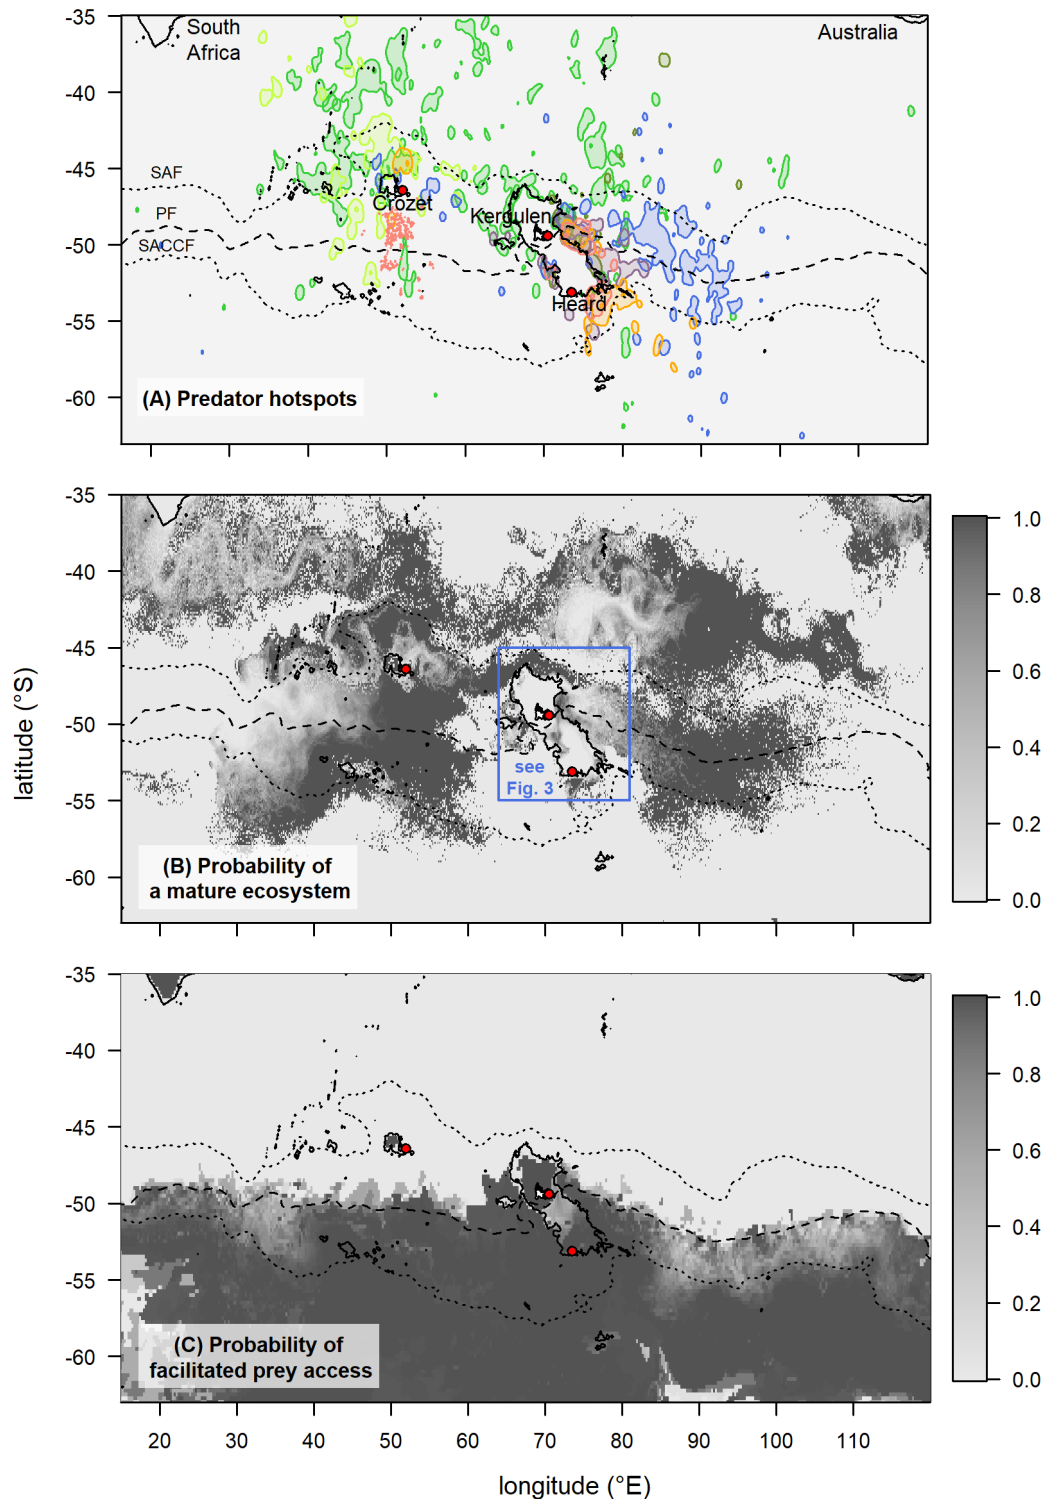 -35
-40
-45
-50
-55
-60
South
Africa
Australia
SAF
PF
SACCF
Crozet
Kergulen
Heard
(A) Predator hotspots
-35
-40
-45
-50
-55
-60
latitude (°S)
see
Fig. 3
(B) Probability of
a mature ecosystem
1.0
0.8
0.6
0.4
0.2
0.0
-35
-40
-45
-50
-55
-60
(C) Probability of
facilitated prey access
1.0
0.8
0.6
0.4
0.2
0.0
20 30 40 50 60 70 80 90 100 110
longitude (°E)